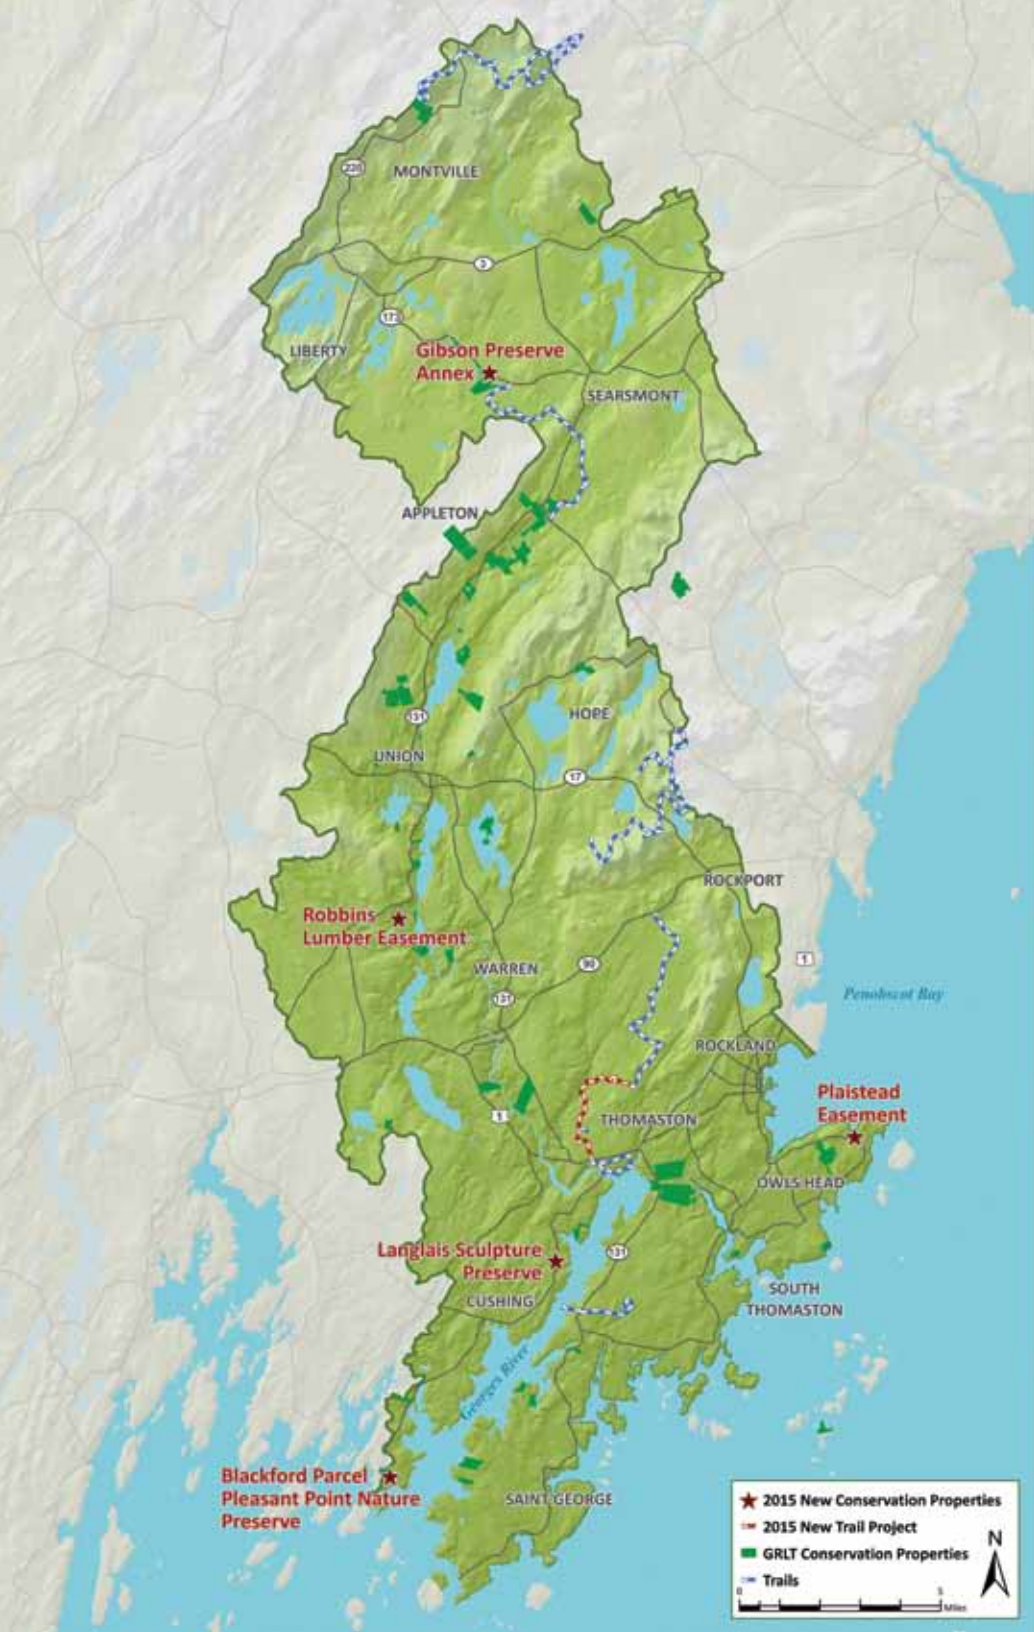 220
MONTVILLE
3
173
LIBERTY
Gibson Preserve
Annex
SEARSMONT
APPLETON
131
HOPE
UNION
17
ROCKPORT
Robbins
Lumber Easement
WARREN
90
1
131
Penobscot Bay
ROCKLAND
Plaistead
Easement
1
THOMASTON
OWLS HEAD
Langlais Sculpture
Preserve
131
CUSHING
SOUTH
THOMASTON
Georges River
Blackford Parcel
Pleasant Point Nature
Preserve
SAINT GEORGE
2015 New Conservation Properties
2015 New Trail Project
GRLT Conservation Properties
Trails
N
0 5
Miles